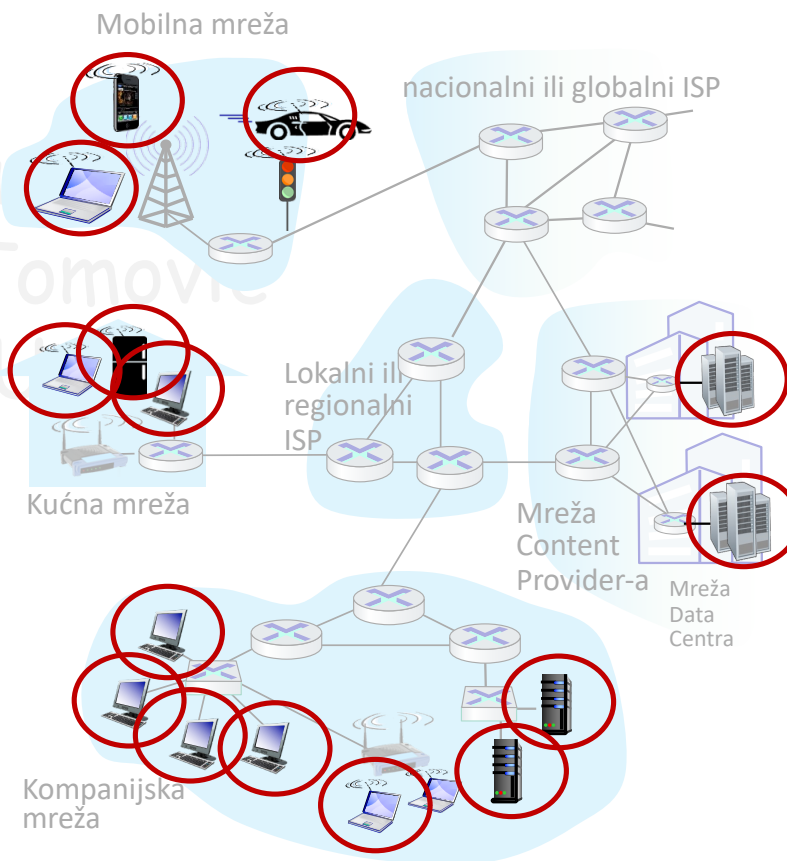 Mobilna mreža
nacionalni ili globalni ISP
Tomovic
Lokalni ili
regionalni
ISP
Kućna mreža
Mreža
Content
Provider-a
Mreža
Data
Centra
Kompanijska
mreža